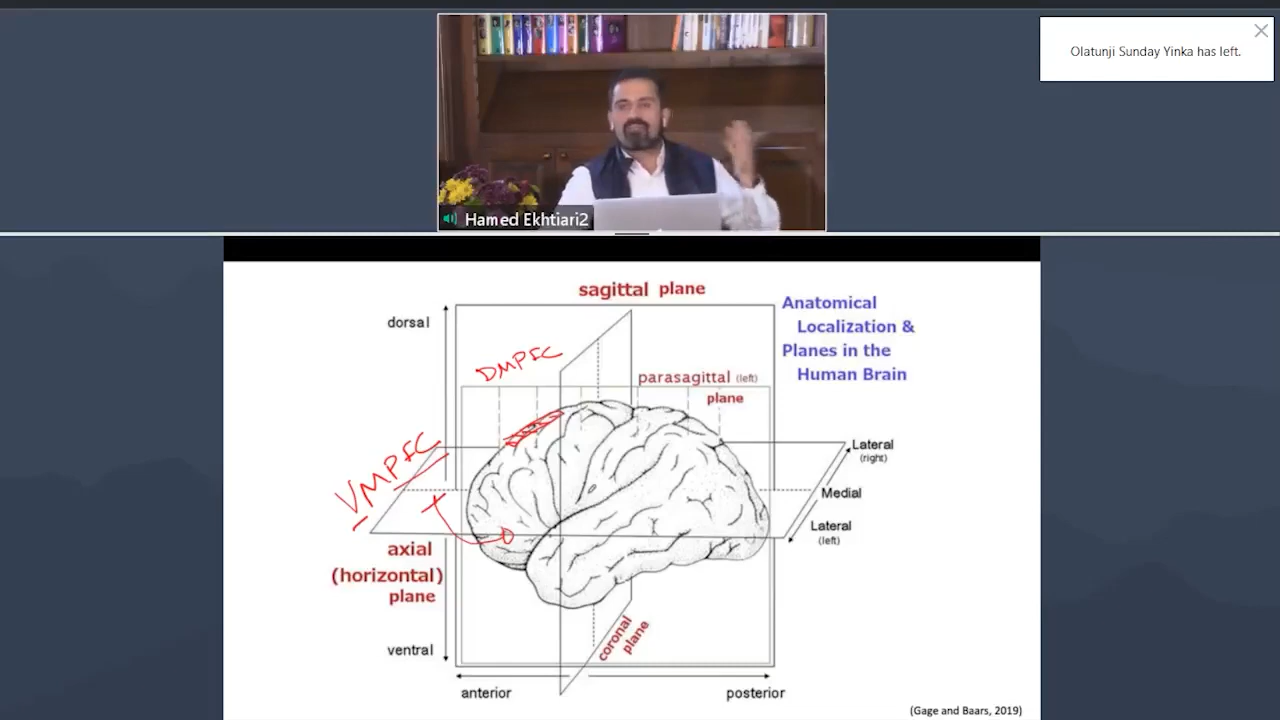 Olatunji Sunday Yinka has left.
Hamed Ekhtiari2
sagittal plane
Anatomical
Localization &
Planes in the
Human Brain
dorsal
DMPFC
parasagittal (left)
plane
VMPFC
Lateral
(right)
Medial
Lateral
(left)
axial
(horizontal)
plane
coronal
plane
ventral
anterior
posterior
(Gage and Baars, 2019)